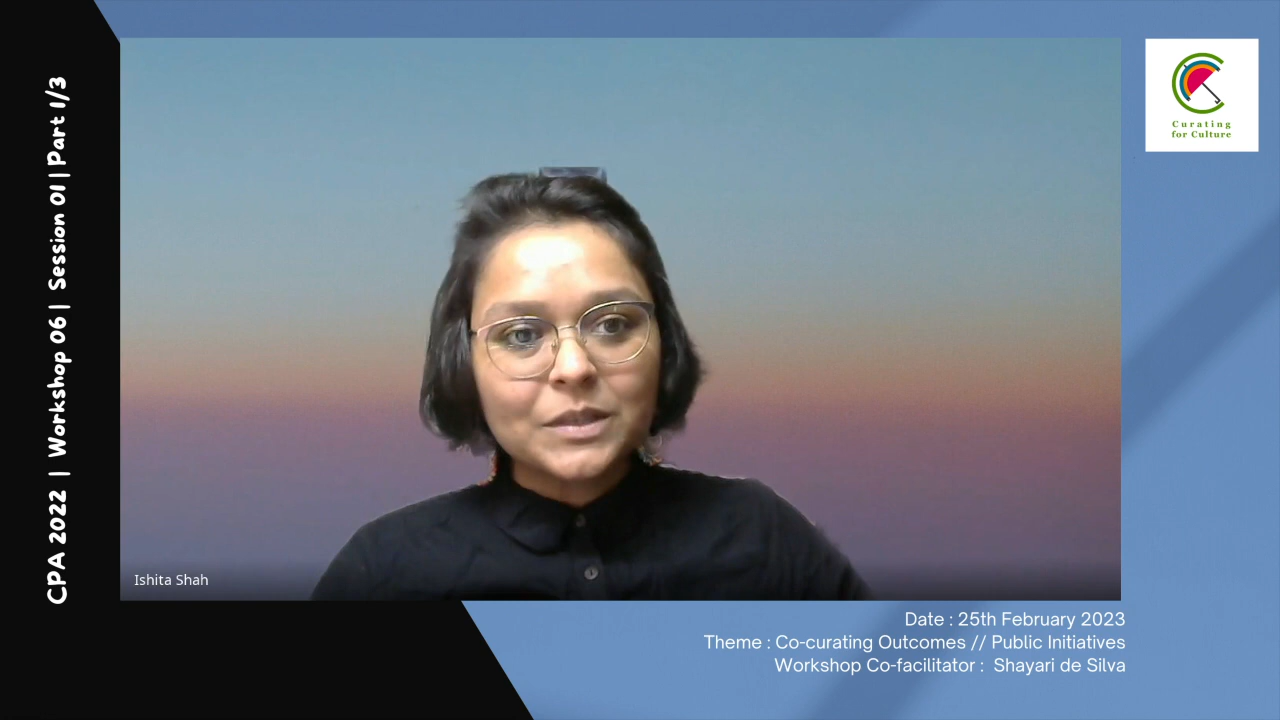 CPA 2022 | Workshop 06 | Session 01 | Part 1/3
Curating
for Culture
Ishita Shah
Date : 25th February 2023
Theme : Co-curating Outcomes // Public Initiatives
Workshop Co-facilitator : Shayari de Silva